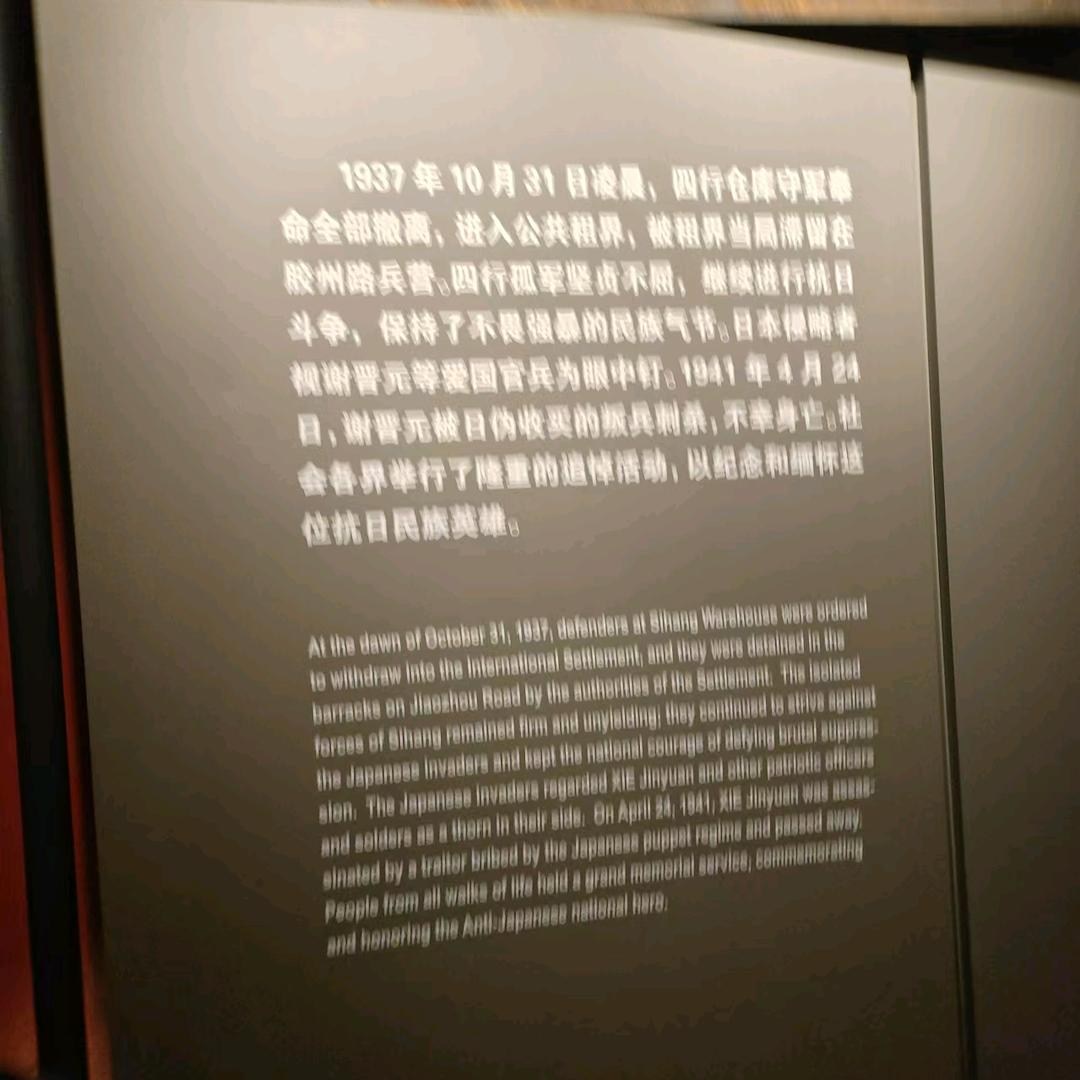 1937 年 10 月 31 日凌晨，四行仓库守军奉
命全部撤离，进入公共租界，被租界当局滞留在
胶州路兵营。四行孤军坚贞不屈，继续进行抗日
斗争，保持了不畏强暴的民族气节。日本侵略者
视谢晋元等爱国官兵为眼中钉。1941 年 4 月 24
日，谢晋元被日伪收买的叛兵刺杀，不幸身亡。社
会各界举行了隆重的追悼活动，以纪念和缅怀这
位抗日民族英雄。
At the dawn of October 31, 1937, defenders at Sihang Warehouse were ordered
to withdraw into the International Settlement, and they were detained in the
barracks on Jiaozhou Road by the authorities of the Settlement. The isolated
forces of Sihang remained firm and unyielding; they continued to strive against
the Japanese invaders and kept the national courage of defying brutal suppres-
sion. The Japanese invaders regarded XIE Jinyuan and other patriotic officers
and solders as a thorn in their side. On April 24, 1941, XIE Jinyuan was assas-
sinated by a traitor bribed by the Japanese puppet regime and passed away.
People from all walks of life held a grand memorial service, commemorating
and honoring the Anti-Japanese national hero.